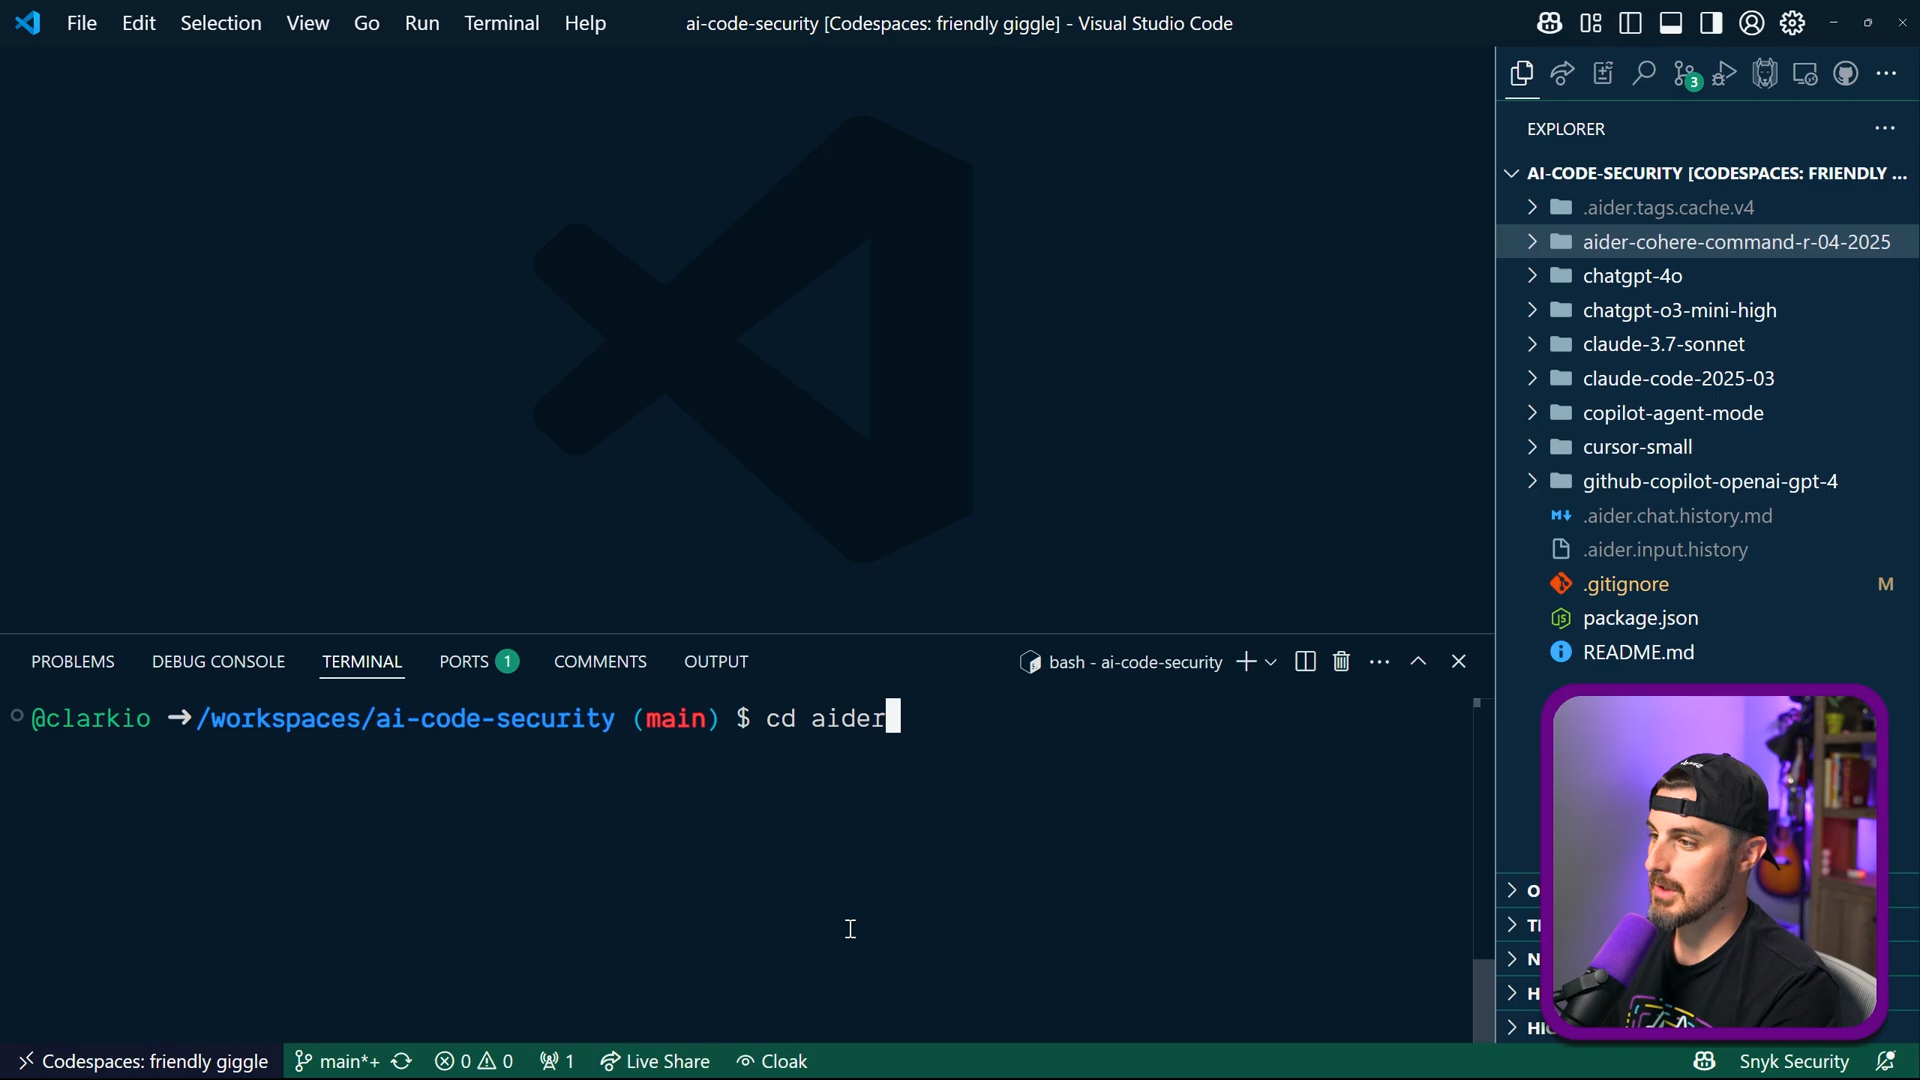 File Edit Selection View Go Run Terminal Help
ai-code-security [Codespaces: friendly giggle] - Visual Studio Code
3
EXPLORER
AI-CODE-SECURITY [CODESPACES: FRIENDLY ...
.aider.tags.cache.v4
aider-cohere-command-r-04-2025
chatgpt-4o
chatgpt-o3-mini-high
claude-3.7-sonnet
claude-code-2025-03
copilot-agent-mode
cursor-small
github-copilot-openai-gpt-4
.aider.chat.history.md
.aider.input.history
.gitignore M
package.json
README.md
PROBLEMS DEBUG CONSOLE TERMINAL PORTS 1 COMMENTS OUTPUT
bash - ai-code-security
@clarkio ➜/workspaces/ai-code-security (main) $ cd aider
O
N
H
Codespaces: friendly giggle main*+ 0 0 1 Live Share Cloak
Snyk Security